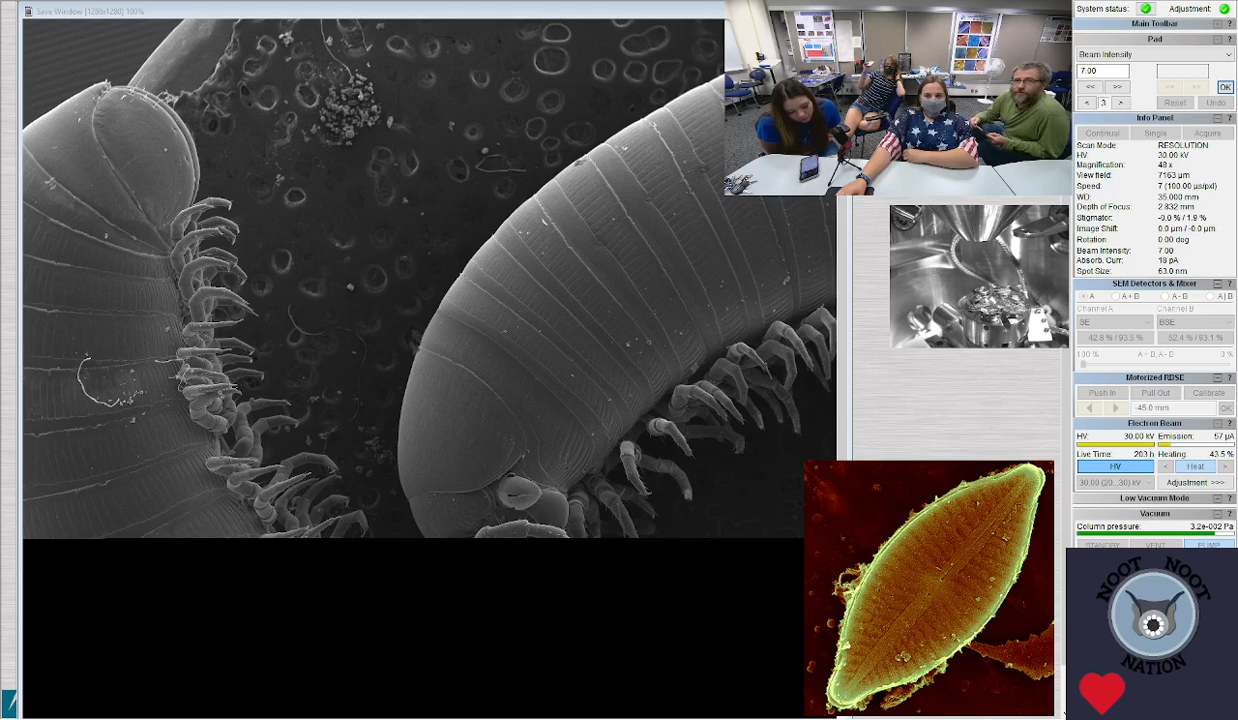 Save Window [1280x1280] 100%
System status: Adjustment:
Main Toolbar
Pad
Beam Intensity
7.00
<< >> << >> OK
< 3 > Reset Undo
Info Panel
Continual Single Acquire
Scan Mode: RESOLUTION
HV: 30.00 kV
Magnification: 48 x
View field: 7163 µm
Speed: 7 (100.00 µs/pxl)
WD: 35.000 mm
Depth of Focus: 2.832 mm
Stigmator: -0.0 % / 1.9 %
Image Shift: 0.0 µm / -0.0 µm
Rotation: 0.00 deg
Beam Intensity: 7.00
Absorb. Curr: 18 pA
Spot Size: 63.0 nm
SEM Detectors & Mixer
A A + B A - B A | B
Channel A Channel B
SE BSE
42.8 % / 93.5 % 52.4 % / 93.1 %
100 % A - B, A - D 0 %
Motorized RBSE
Push In Pull Out Calibrate
-45.0 mm OK
Electron Beam
HV: 30.00 kV Emission: 57 µA
Live Time: 203 h Heating: 43.5 %
HV < Heat >
30.00 (20...30) kV Adjustment >>>
Low Vacuum Mode
Vacuum
Column pressure: 3.2e-002 Pa
STANDBY VENT PUMP
NOOT NOOT
NATION